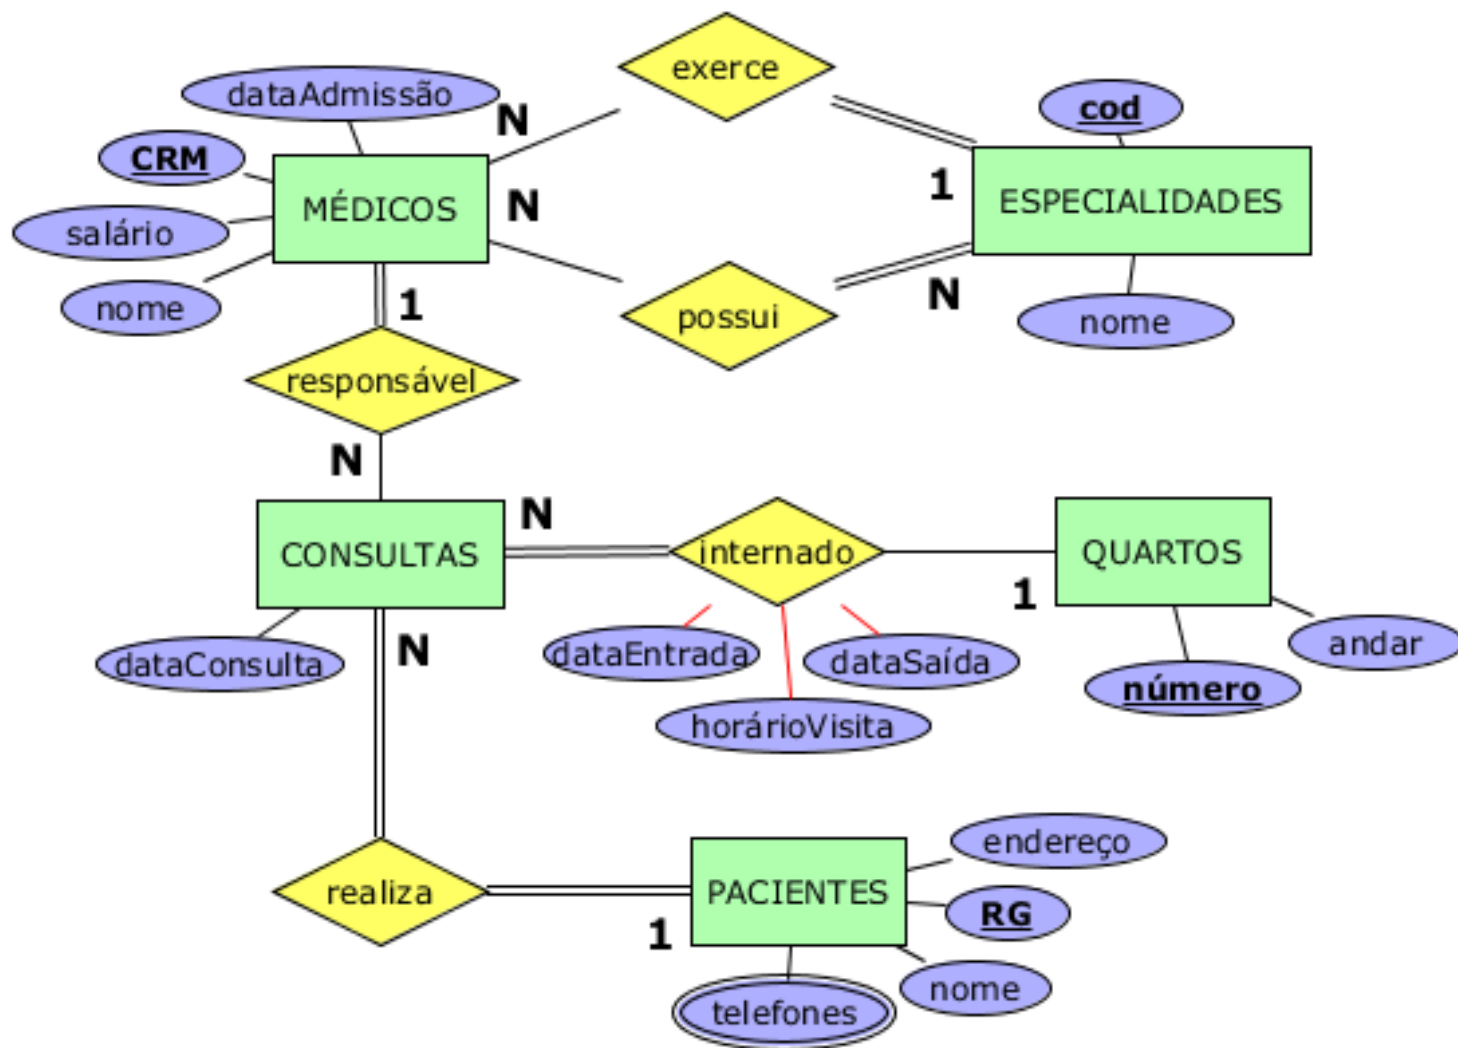 exerce
dataAdmissão
cod
N
CRM
MÉDICOS
N
1
ESPECIALIDADES
salário
nome
1
N
possui
nome
responsável
N
N
CONSULTAS
internado
QUARTOS
1
dataConsulta
N
dataEntrada
dataSaída
andar
número
horárioVisita
endereço
realiza
PACIENTES
RG
1
nome
telefones